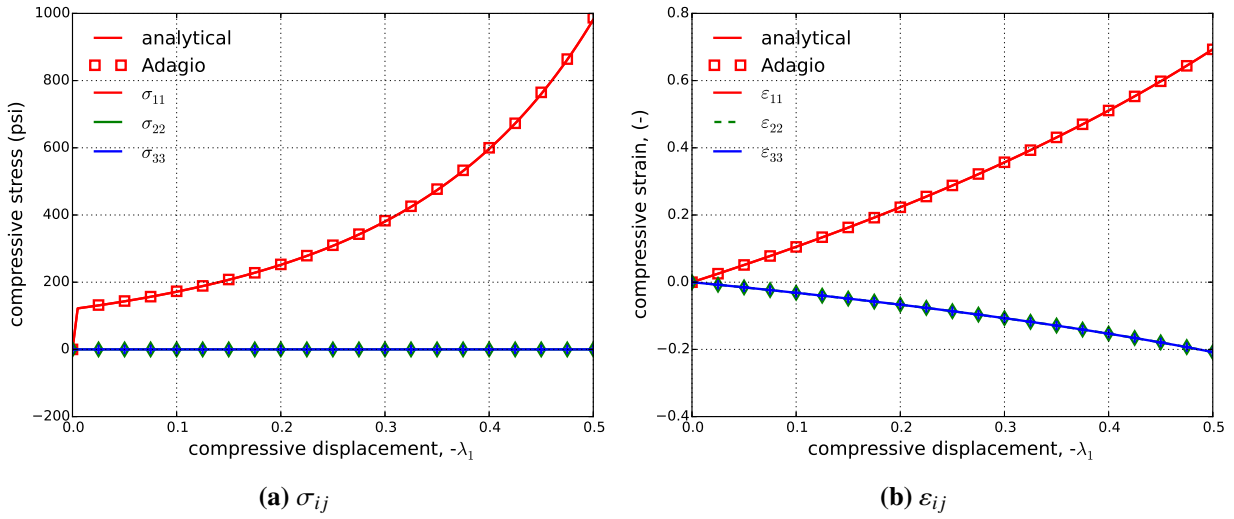 1000
800
600
400
200
0
−200
0.0 0.1 0.2 0.3 0.4 0.5
compressive stress (psi)
compressive displacement, -λ₁
analytical
Adagio
σ₁₁
σ₂₂
σ₃₃
(a) σᵢⱼ
0.8
0.6
0.4
0.2
0.0
−0.2
−0.4
0.0 0.1 0.2 0.3 0.4 0.5
compressive strain, (-)
compressive displacement, -λ₁
analytical
Adagio
ε₁₁
ε₂₂
ε₃₃
(b) εᵢⱼ